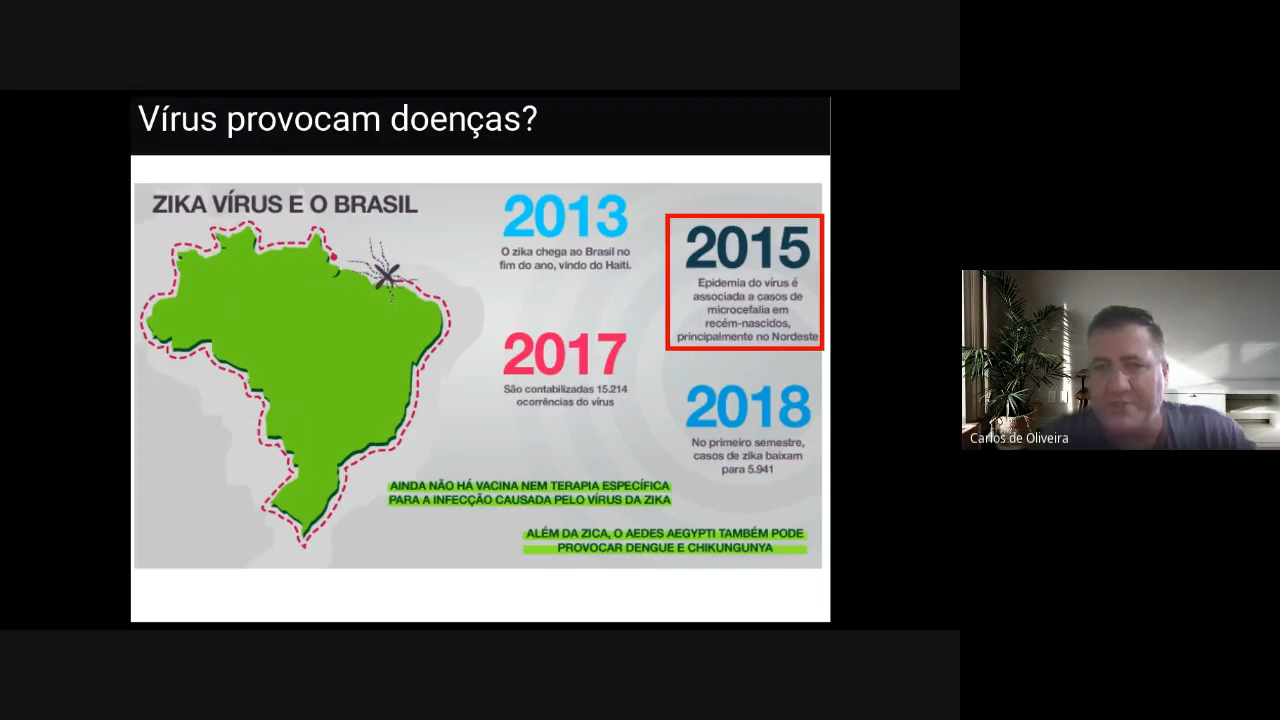 Vírus provocam doenças?
ZIKA VÍRUS E O BRASIL
2013
O zika chega ao Brasil no
fim do ano, vindo do Haiti.
2015
Epidemia do vírus é
associada a casos de
microcefalia em
recém-nascidos,
principalmente no Nordeste
2017
São contabilizadas 15.214
ocorrências do vírus
2018
No primeiro semestre,
casos de zika baixam
para 5.941
AINDA NÃO HÁ VACINA NEM TERAPIA ESPECÍFICA
PARA A INFECÇÃO CAUSADA PELO VÍRUS DA ZIKA
ALÉM DA ZICA, O AEDES AEGYPTI TAMBÉM PODE
PROVOCAR DENGUE E CHIKUNGUNYA
Carlos de Oliveira